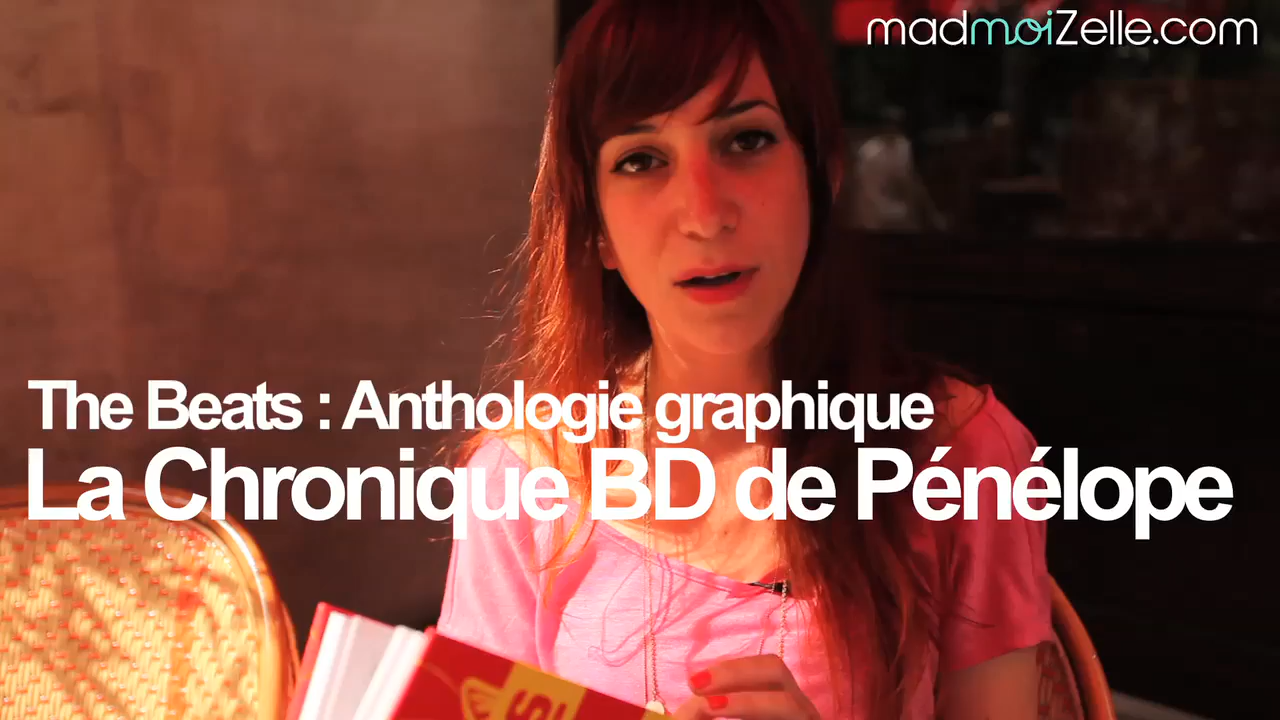 madmoiZelle.com
The Beats : Anthologie graphique
La Chronique BD de Pénélope